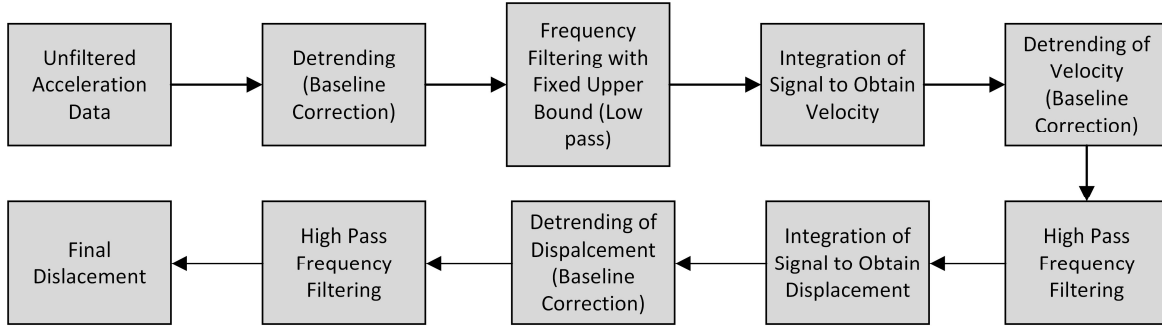 Unfiltered
Acceleration
Data
Detrending
(Baseline
Correction)
Frequency
Filtering with
Fixed Upper
Bound (Low
pass)
Integration of
Signal to Obtain
Velocity
Detrending of
Velocity
(Baseline
Correction)
High Pass
Frequency
Filtering
Integration of
Signal to Obtain
Displacement
Detrending of
Dispalcement
(Baseline
Correction)
High Pass
Frequency
Filtering
Final
Dislacement